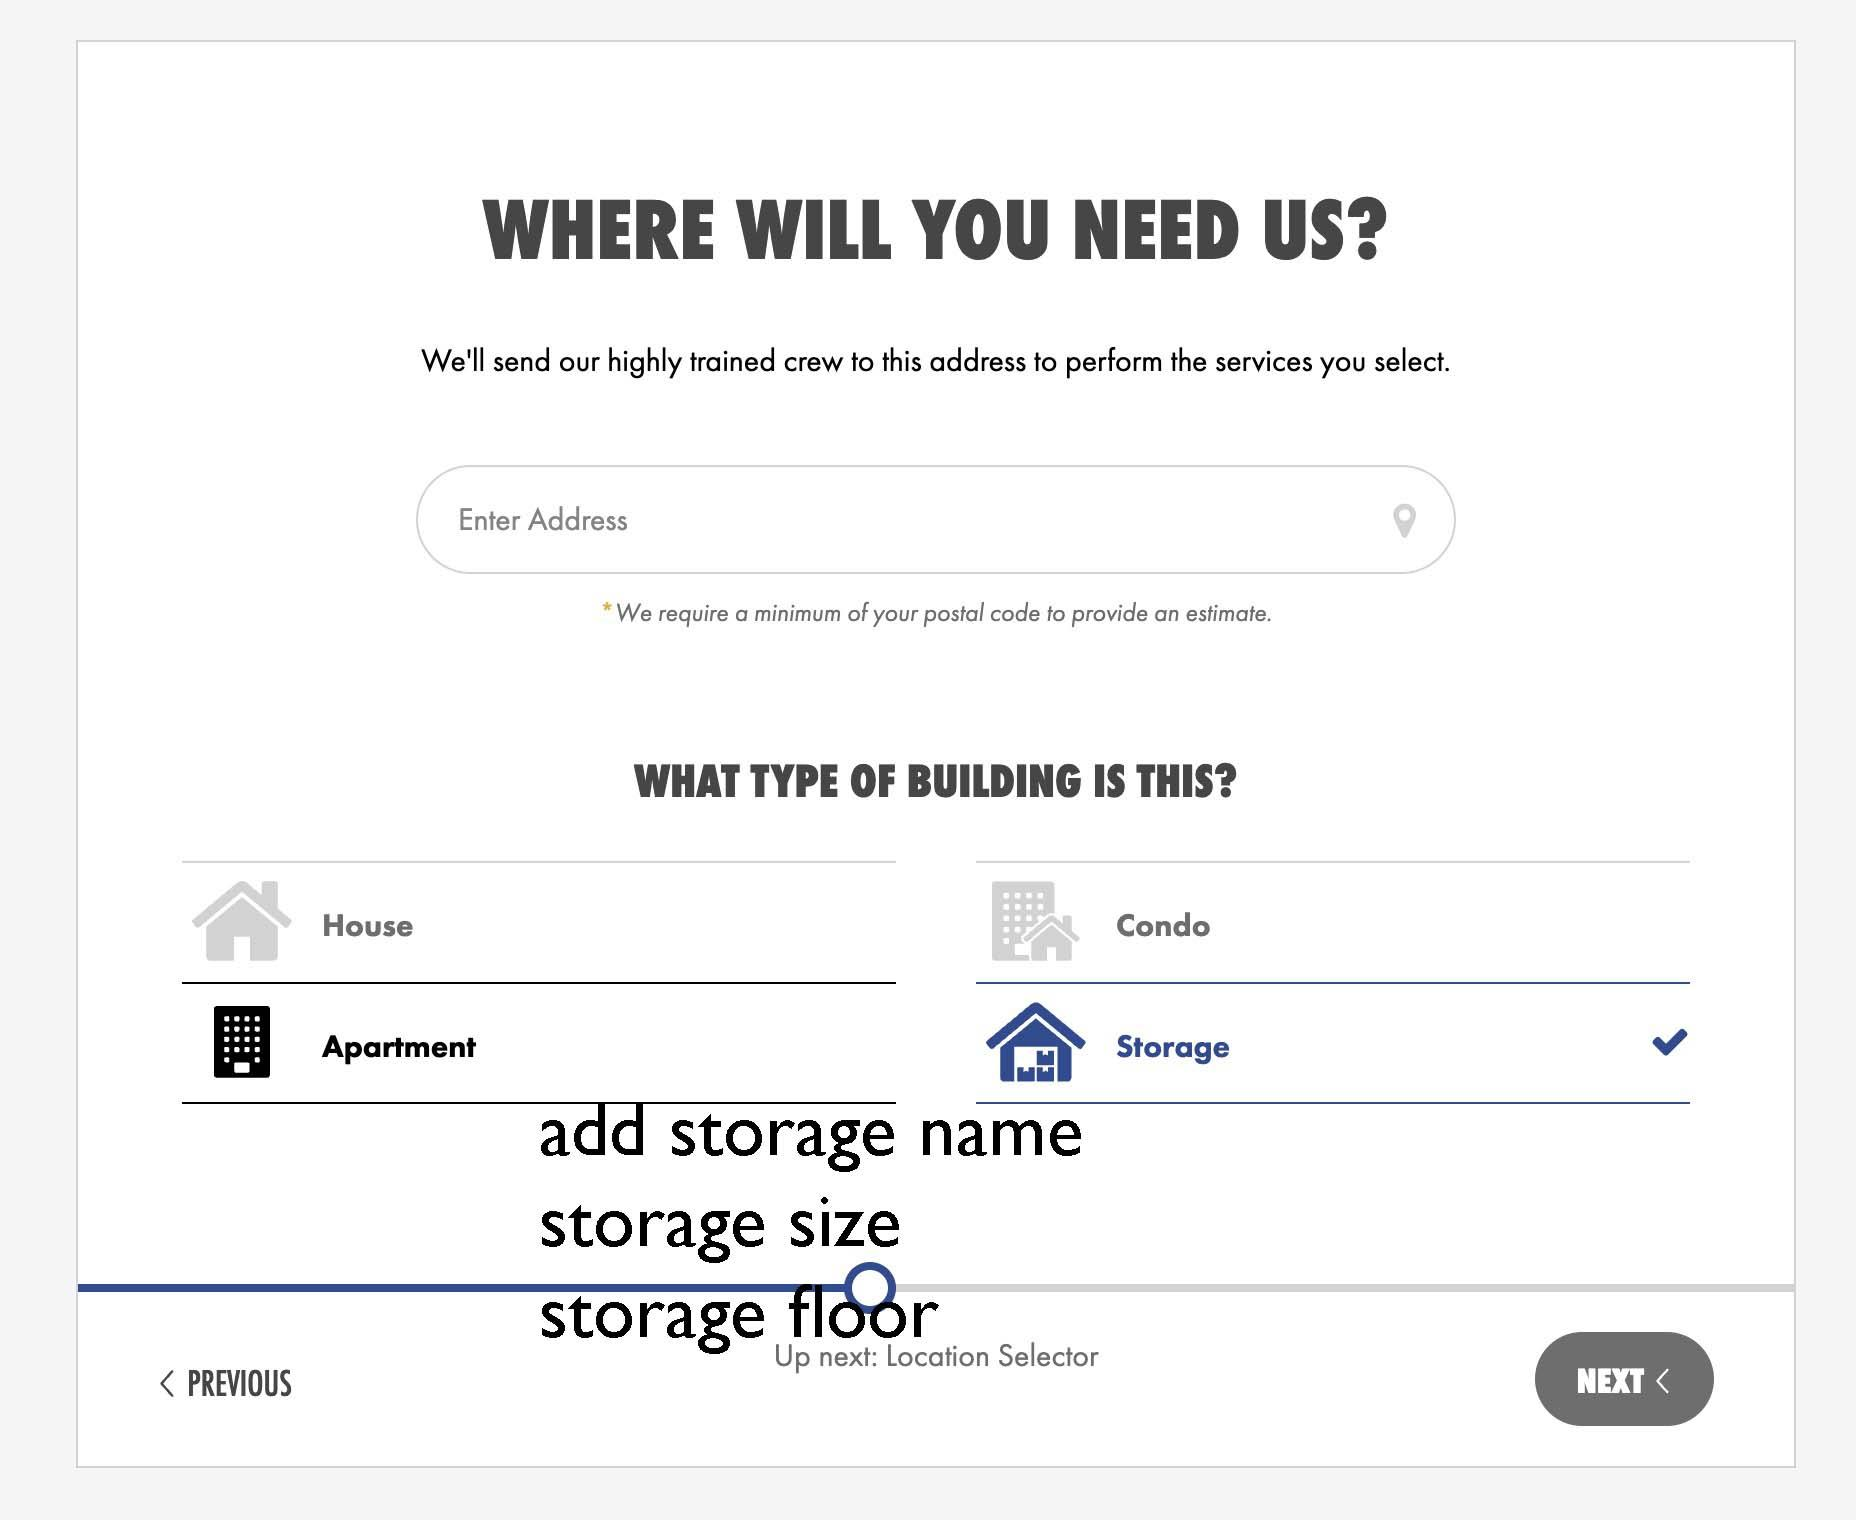 WHERE WILL YOU NEED US?
We'll send our highly trained crew to this address to perform the services you select.
Enter Address
*We require a minimum of your postal code to provide an estimate.
WHAT TYPE OF BUILDING IS THIS?
House
Condo
Apartment
Storage
add storage name
storage size
storage floor
Up next: Location Selector
PREVIOUS
NEXT